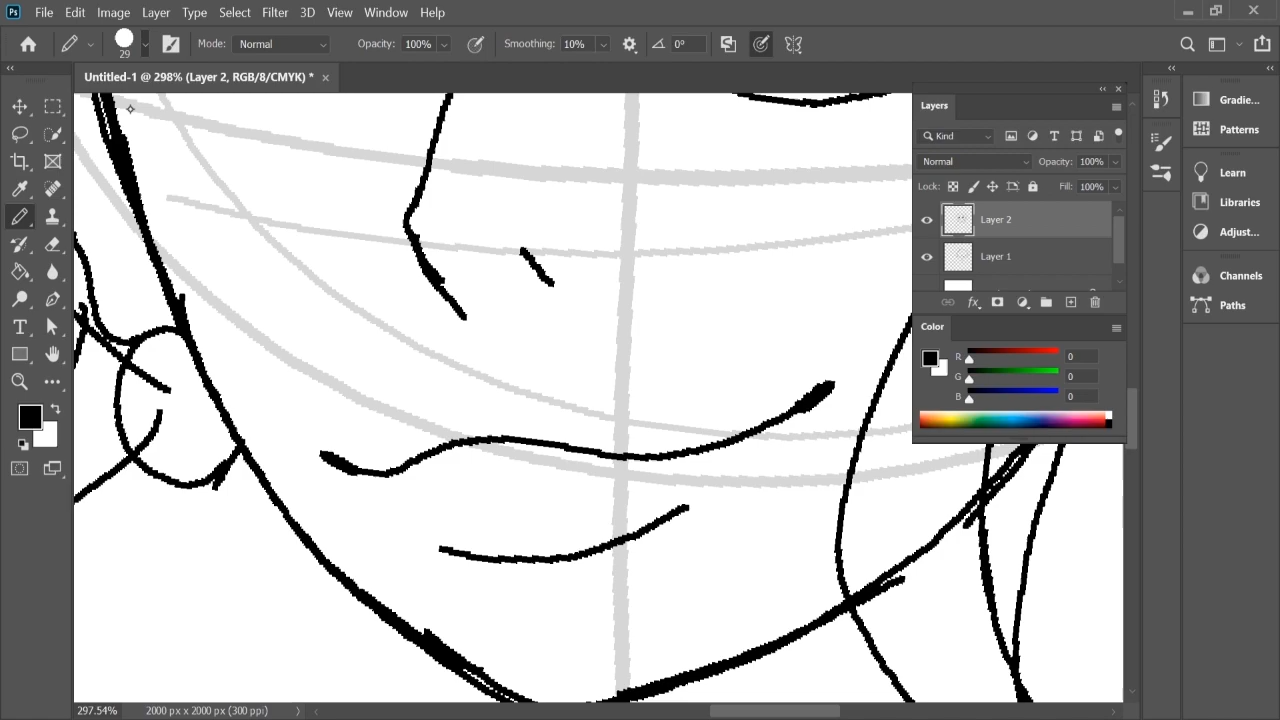 Ps File Edit Image Layer Type Select Filter 3D View Window Help
29 Mode: Normal Opacity: 100% Smoothing: 10% 0°
Untitled-1 @ 298% (Layer 2, RGB/8/CMYK) *
Layers
Kind
Normal Opacity: 100%
Lock: Fill: 100%
Layer 2
Layer 1
fx
Color
R 0
G 0
B 0
Gradie...
Patterns
Learn
Libraries
Adjust...
Channels
Paths
297.54% 2000 px x 2000 px (300 ppi)